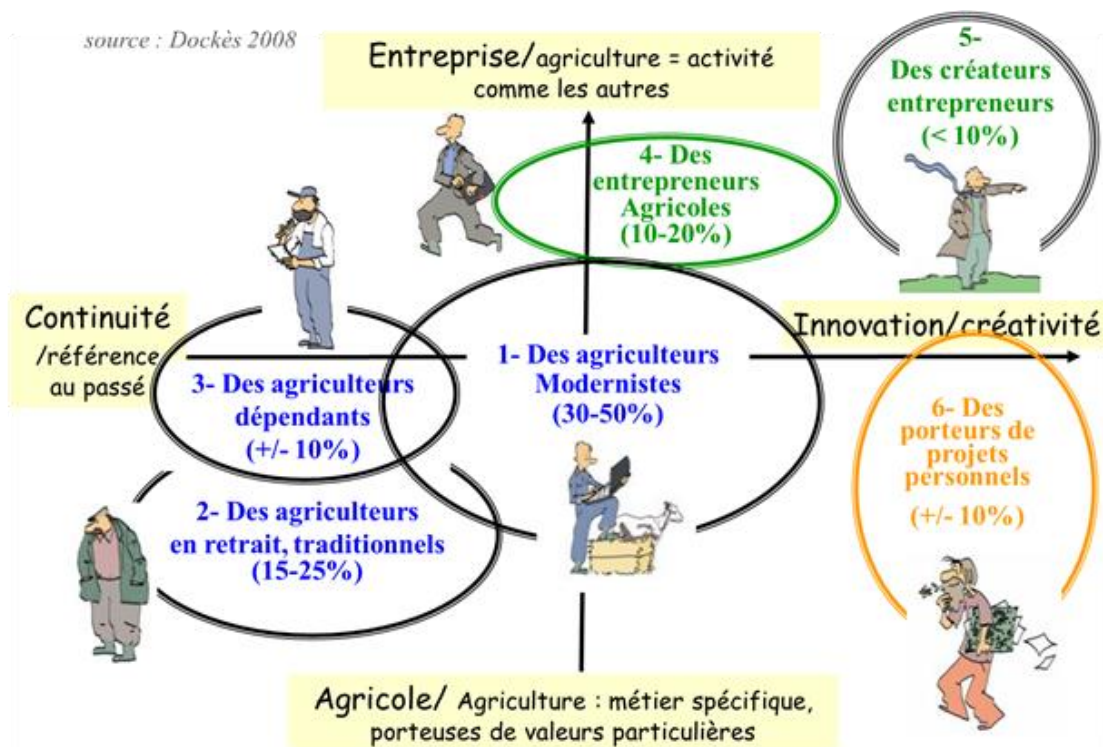 source : Dockès 2008
Entreprise/agriculture = activité
comme les autres
5-
Des créateurs
entrepreneurs
(< 10%)
4- Des
entrepreneurs
Agricoles
(10-20%)
Continuité
/référence
au passé
Innovation/créativité
3- Des agriculteurs
dépendants
(+/- 10%)
1- Des agriculteurs
Modernistes
(30-50%)
6- Des
porteurs de
projets
personnels
(+/- 10%)
2- Des agriculteurs
en retrait, traditionnels
(15-25%)
Agricole/ Agriculture : métier spécifique,
porteuses de valeurs particulières